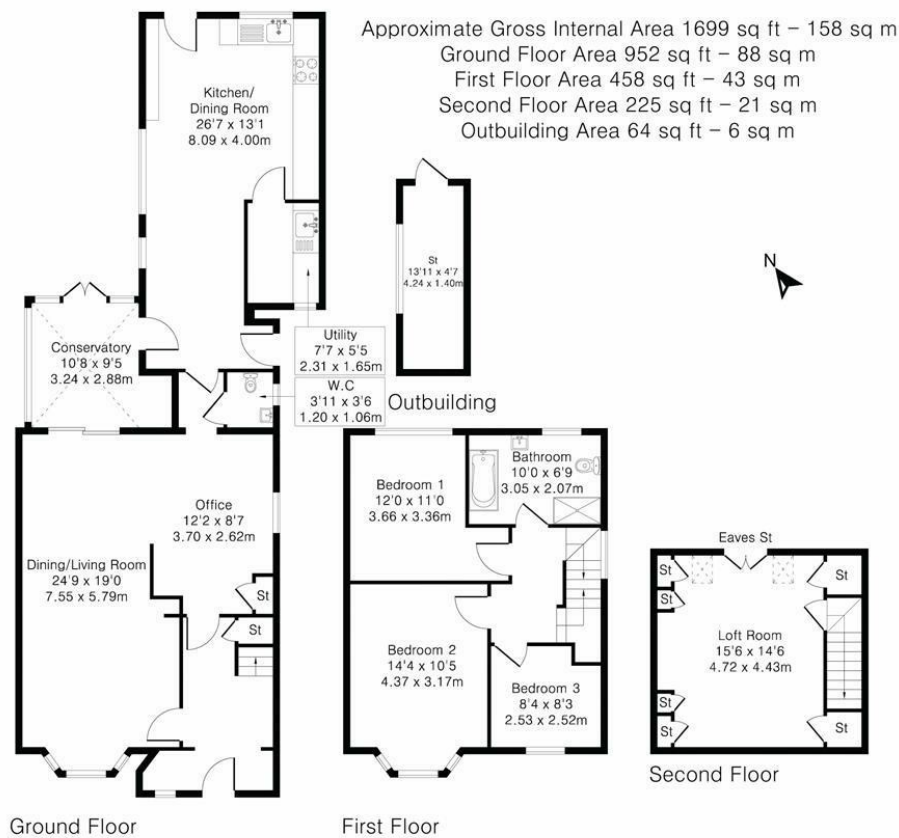 Approximate Gross Internal Area 1699 sq ft - 158 sq m
Ground Floor Area 952 sq ft - 88 sq m
First Floor Area 458 sq ft - 43 sq m
Second Floor Area 225 sq ft - 21 sq m
Outbuilding Area 64 sq ft - 6 sq m
Kitchen/
Dining Room
26'7 x 13'1
8.09 x 4.00m
St
13'11 x 4'7
4.24 x 1.40m
N
Conservatory
10'8 x 9'5
3.24 x 2.88m
Utility
7'7 x 5'5
2.31 x 1.65m
W.C
3'11 x 3'6
1.20 x 1.06m
Outbuilding
Office
12'2 x 8'7
3.70 x 2.62m
Dining/Living Room
24'9 x 19'0
7.55 x 5.79m
St
St
Ground Floor
Bedroom 1
12'0 x 11'0
3.66 x 3.36m
Bathroom
10'0 x 6'9
3.05 x 2.07m
Bedroom 2
14'4 x 10'5
4.37 x 3.17m
Bedroom 3
8'4 x 8'3
2.53 x 2.52m
First Floor
Eaves St
St
St
St
Loft Room
15'6 x 14'6
4.72 x 4.43m
St
St
St
Second Floor